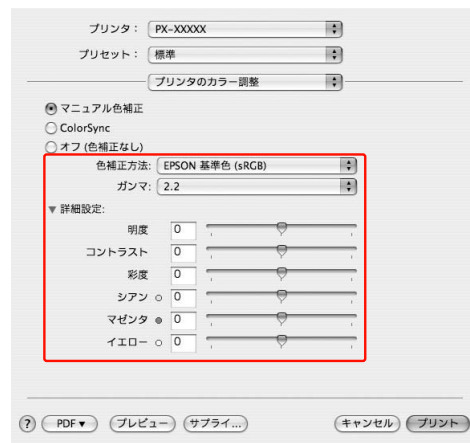 プリンタ： PX-XXXXX
プリセット： 標準
プリンタのカラー調整
マニュアル色補正
ColorSync
オフ (色補正なし)
色補正方法: EPSON 基準色 (sRGB)
ガンマ: 2.2
▼ 詳細設定:
明度 0
コントラスト 0
彩度 0
シアン 0
マゼンタ 0
イエロー 0
? PDF▼ プレビュー サプライ... キャンセル プリント